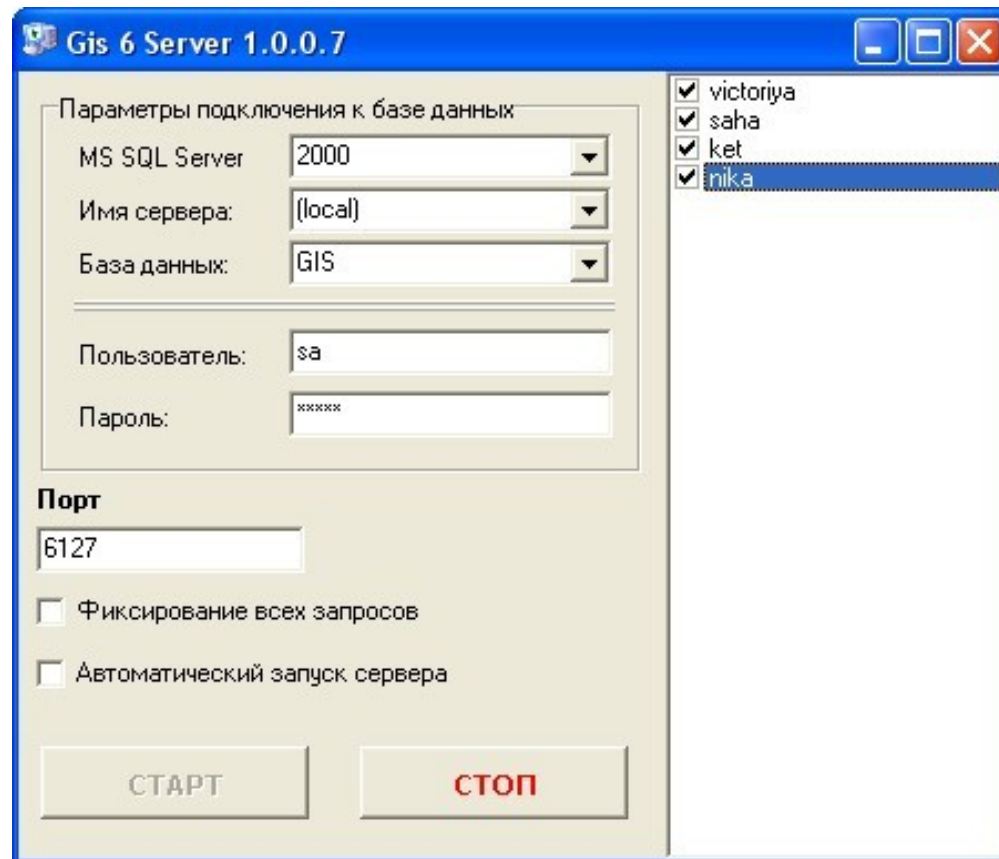 Gis 6 Server 1.0.0.7
Параметры подключения к базе данных
MS SQL Server 2000
Имя сервера: (local)
База данных: GIS
Пользователь: sa
Пароль: *****
Порт
6127
Фиксирование всех запросов
Автоматический запуск сервера
СТАРТ СТОП
victoriya
saha
ket
nika